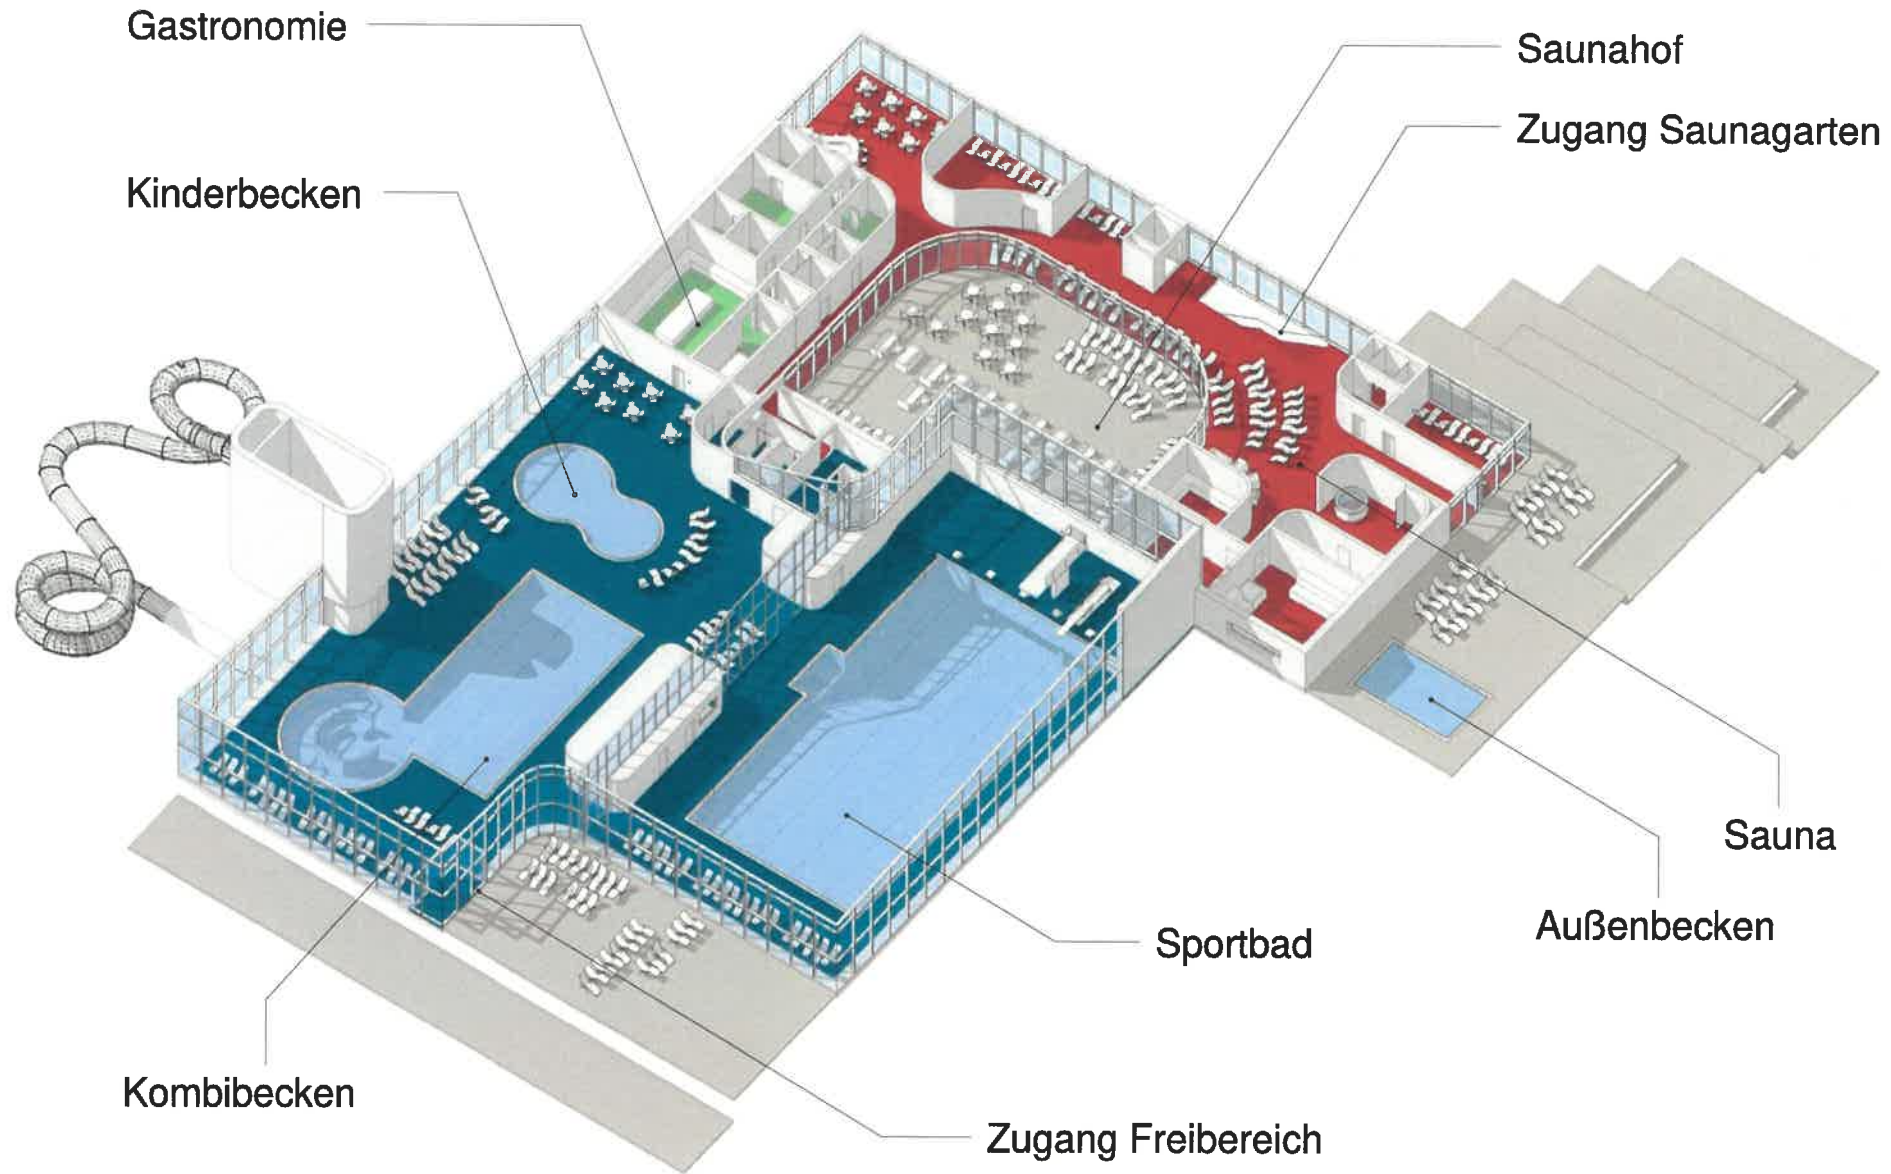 Gastronomie
Saunahof
Zugang Saunagarten
Kinderbecken
Sauna
Außenbecken
Sportbad
Kombibecken
Zugang Freibereich